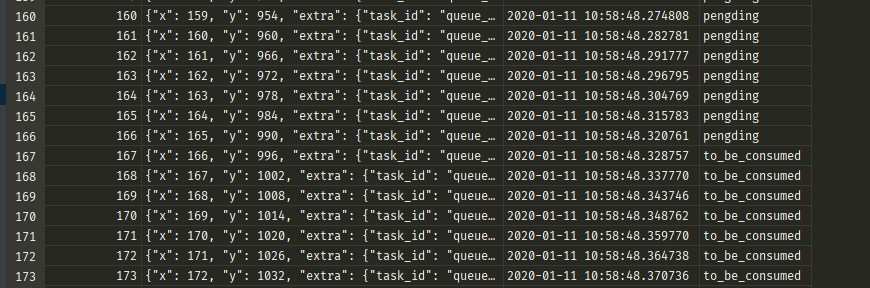 160 160 {"x": 159, "y": 954, "extra": {"task_id": "queue_… 2020-01-11 10:58:48.274808 pengding
161 161 {"x": 160, "y": 960, "extra": {"task_id": "queue_… 2020-01-11 10:58:48.282781 pengding
162 162 {"x": 161, "y": 966, "extra": {"task_id": "queue_… 2020-01-11 10:58:48.291777 pengding
163 163 {"x": 162, "y": 972, "extra": {"task_id": "queue_… 2020-01-11 10:58:48.296795 pengding
164 164 {"x": 163, "y": 978, "extra": {"task_id": "queue_… 2020-01-11 10:58:48.304769 pengding
165 165 {"x": 164, "y": 984, "extra": {"task_id": "queue_… 2020-01-11 10:58:48.315783 pengding
166 166 {"x": 165, "y": 990, "extra": {"task_id": "queue_… 2020-01-11 10:58:48.320761 pengding
167 167 {"x": 166, "y": 996, "extra": {"task_id": "queue_… 2020-01-11 10:58:48.328757 to_be_consumed
168 168 {"x": 167, "y": 1002, "extra": {"task_id": "queue… 2020-01-11 10:58:48.337770 to_be_consumed
169 169 {"x": 168, "y": 1008, "extra": {"task_id": "queue… 2020-01-11 10:58:48.343746 to_be_consumed
170 170 {"x": 169, "y": 1014, "extra": {"task_id": "queue… 2020-01-11 10:58:48.348762 to_be_consumed
171 171 {"x": 170, "y": 1020, "extra": {"task_id": "queue… 2020-01-11 10:58:48.359770 to_be_consumed
172 172 {"x": 171, "y": 1026, "extra": {"task_id": "queue… 2020-01-11 10:58:48.364738 to_be_consumed
173 173 {"x": 172, "y": 1032, "extra": {"task_id": "queue… 2020-01-11 10:58:48.370736 to_be_consumed